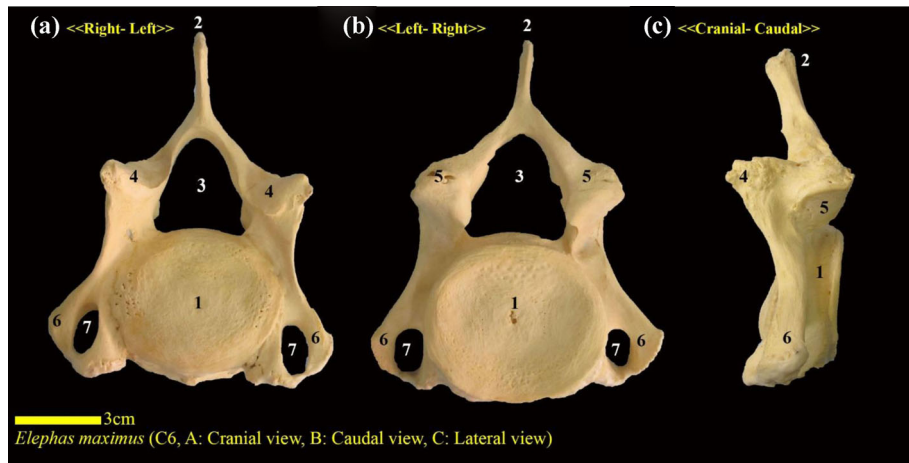 (a) <<Right- Left>> 2 (b) <<Left- Right>> 2 (c) <<Cranial- Caudal>>
2
4 4 3 5 3 5 4 5
1 1 1
6 7 7 6 6 7 7 6 6
3cm
Elephas maximus (C6, A: Cranial view, B: Caudal view, C: Lateral view)